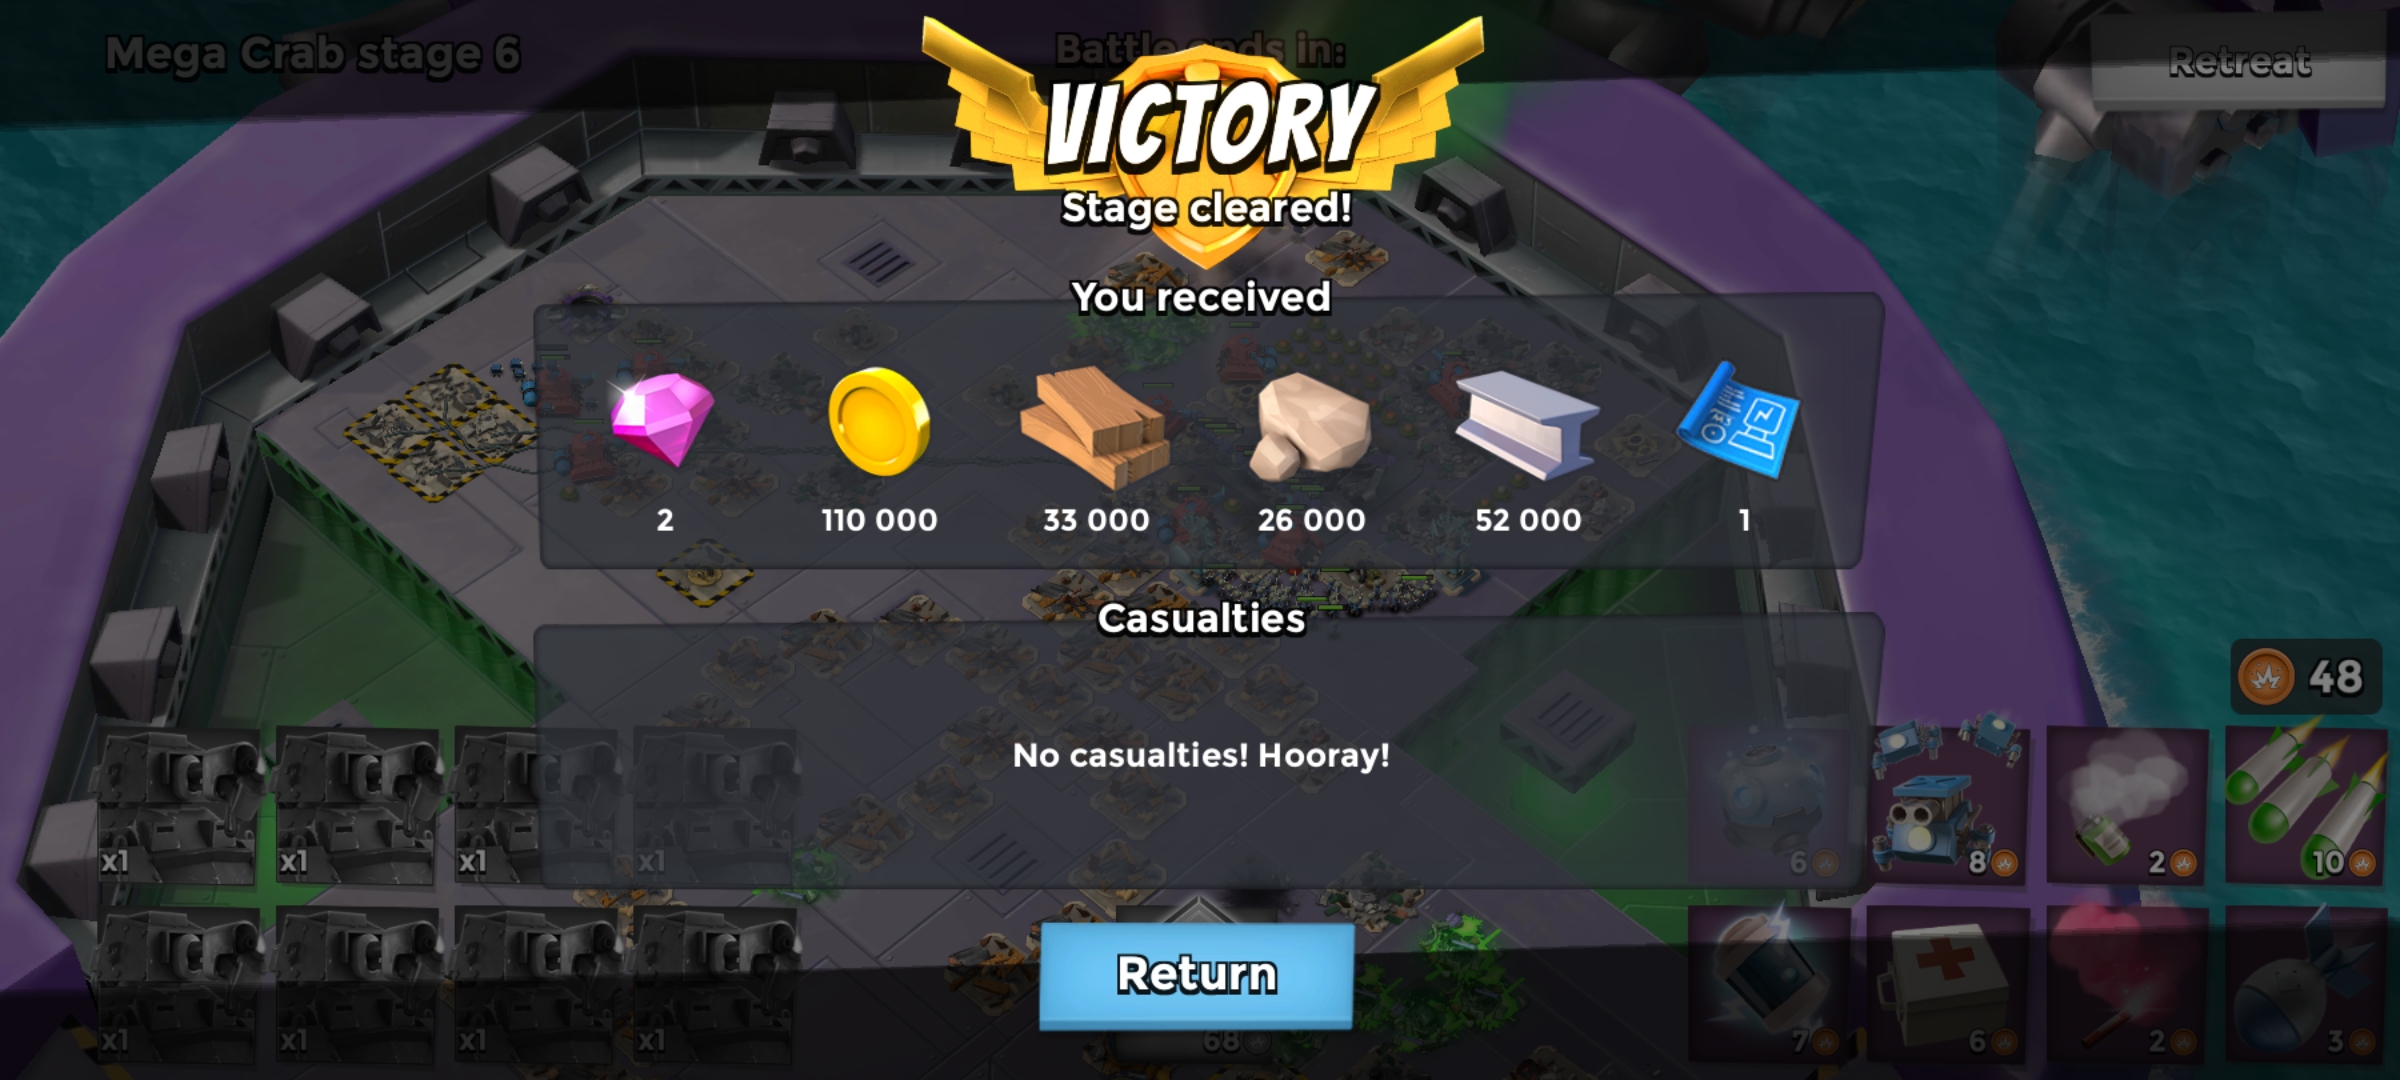 Mega Crab stage 6
Battle ends in:
Retreat
VICTORY
Stage cleared!
You received
2
110 000
33 000
26 000
52 000
1
Casualties
48
No casualties! Hooray!
x1
x1
x1
x1
6
8
2
10
Return
x1
x1
x1
x1
68
7
6
2
3